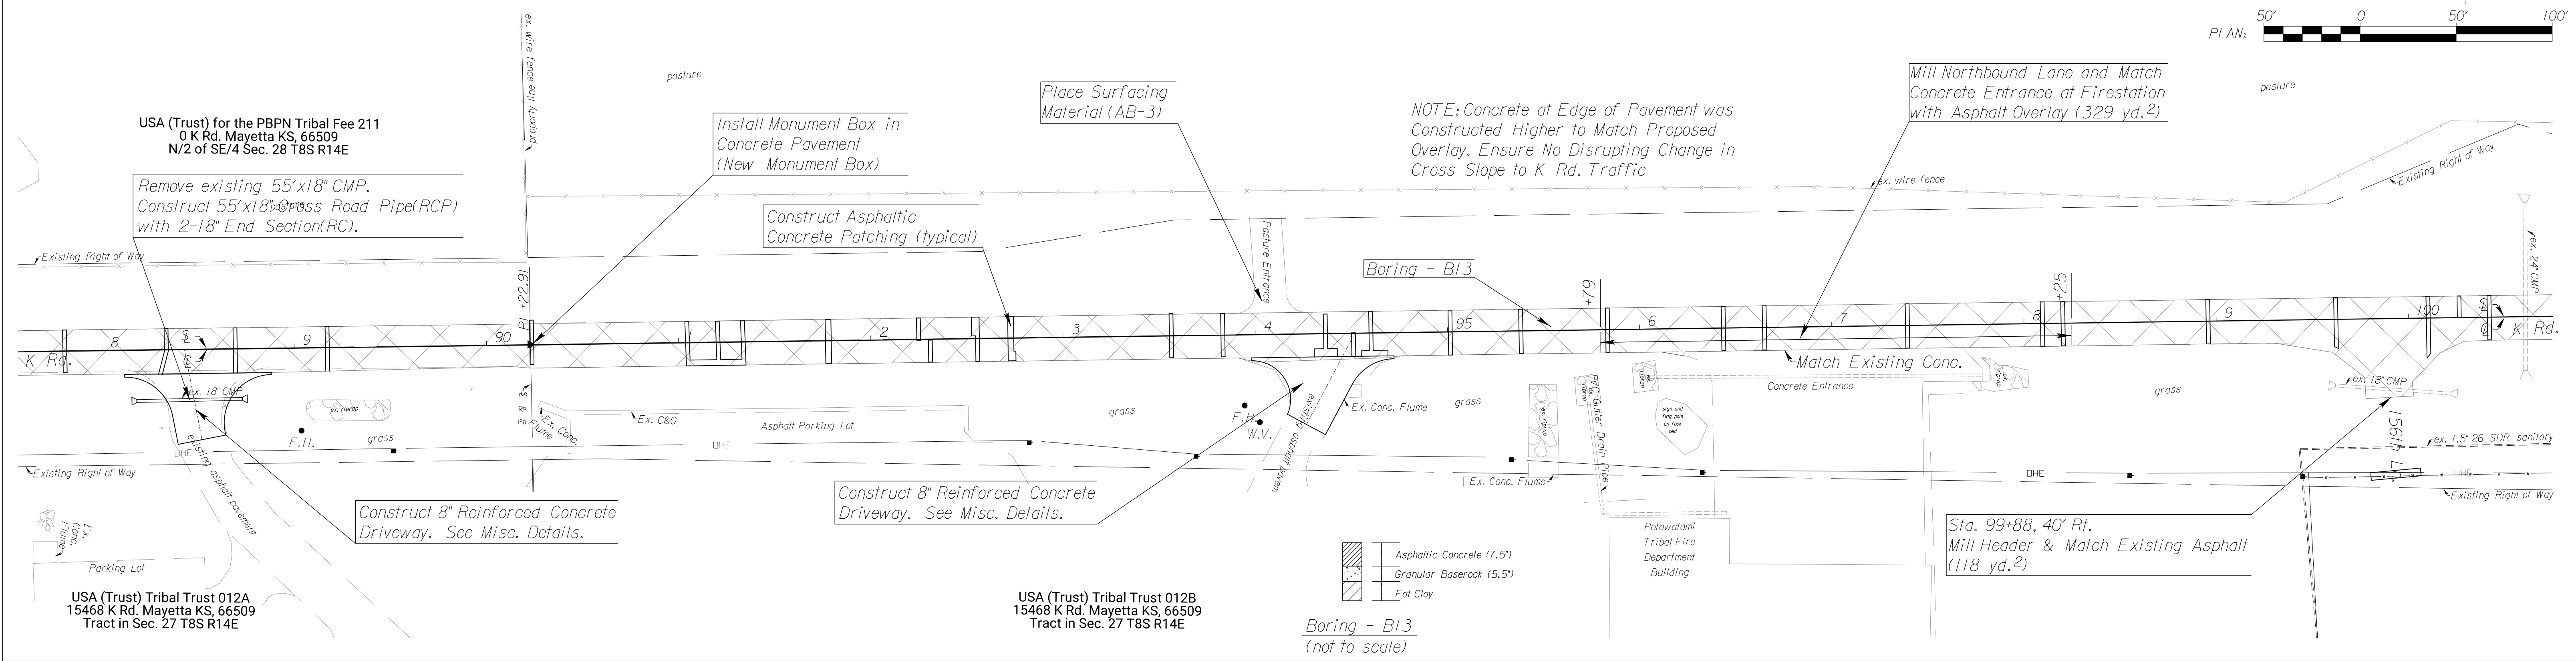 50' 0 50' 100'
PLAN:
ex. wire fence
property line
pasture
pasture
USA (Trust) for the PBPN Tribal Fee 211
0 K Rd. Mayetta KS, 66509
N/2 of SE/4 Sec. 28 T8S R14E
Install Monument Box in
Concrete Pavement
(New Monument Box)
Place Surfacing
Material (AB-3)
NOTE: Concrete at Edge of Pavement was
Constructed Higher to Match Proposed
Overlay. Ensure No Disrupting Change in
Cross Slope to K Rd. Traffic
Mill Northbound Lane and Match
Concrete Entrance at Firestation
with Asphalt Overlay (329 yd.2)
Remove existing 55'x18" CMP.
pasture
Construct 55'x18" Cross Road Pipe(RCP)
with 2-18" End Section(RC).
Construct Asphaltic
Concrete Patching (typical)
Existing Right of Way
ex. wire fence
Existing Right of Way
Pasture Entrance
Boring - B13
PI +22.91
+79
+25
ex. 24" CMP
K Rd.
8
9
90
2
3
4
95
6
7
8
9
100
K Rd.
Match Existing Conc.
Concrete Entrance
ex. 18" CMP
ex. riprap
F.H.
grass
OHE
existing asphalt pavement
Existing Right of Way
Ex. Conc.
Flume
Ex. C&G
Asphalt Parking Lot
OHE
grass
F.H.
W.V.
existing asphalt pavem.
Ex. Conc. Flume
grass
ex. riprap
ex. riprap
PVC Gutter Drain Pipe
ex. riprap
sign and
flag pole
on rock
bed
ex. riprap
grass
ex. 18" CMP
156th L
ex. 1.5" 26 SDR sanitary
OHE
OHE
Existing Right of Way
Ex. Conc. Flume
Construct 8" Reinforced Concrete
Driveway. See Misc. Details.
Construct 8" Reinforced Concrete
Driveway. See Misc. Details.
Ex.
Conc.
Flume
Parking Lot
USA (Trust) Tribal Trust 012A
15468 K Rd. Mayetta KS, 66509
Tract in Sec. 27 T8S R14E
USA (Trust) Tribal Trust 012B
15468 K Rd. Mayetta KS, 66509
Tract in Sec. 27 T8S R14E
Asphaltic Concrete (7.5")
Granular Baserock (5.5")
Fat Clay
Boring - B13
(not to scale)
Potawatomi
Tribal Fire
Department
Building
Sta. 99+88, 40' Rt.
Mill Header & Match Existing Asphalt
(118 yd.2)